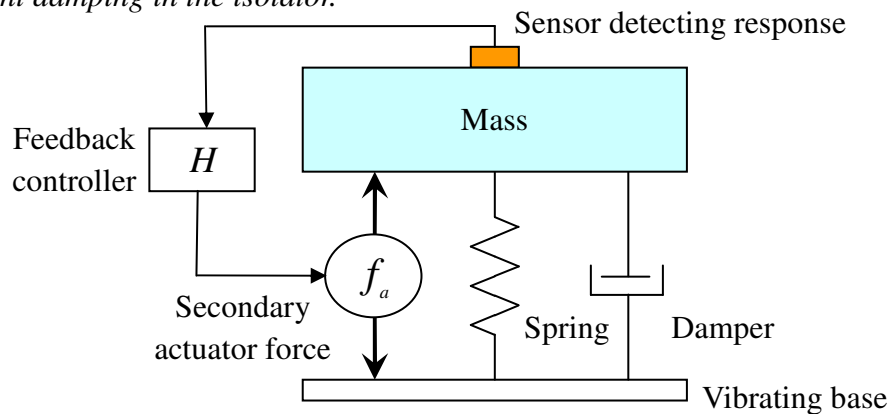 nt damping in the isolator.
Sensor detecting response
Mass
Feedback
controller
H
f_a
Secondary
actuator force
Spring
Damper
Vibrating base